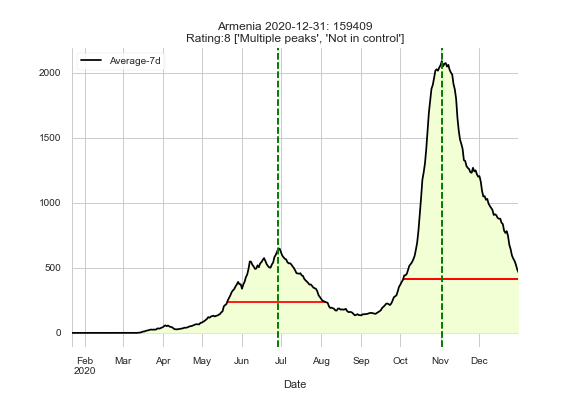 Armenia 2020-12-31: 159409
Rating:8 ['Multiple peaks', 'Not in control']
Average-7d
2000
1500
1000
500
0
Feb Mar Apr May Jun Jul Aug Sep Oct Nov Dec
2020
Date